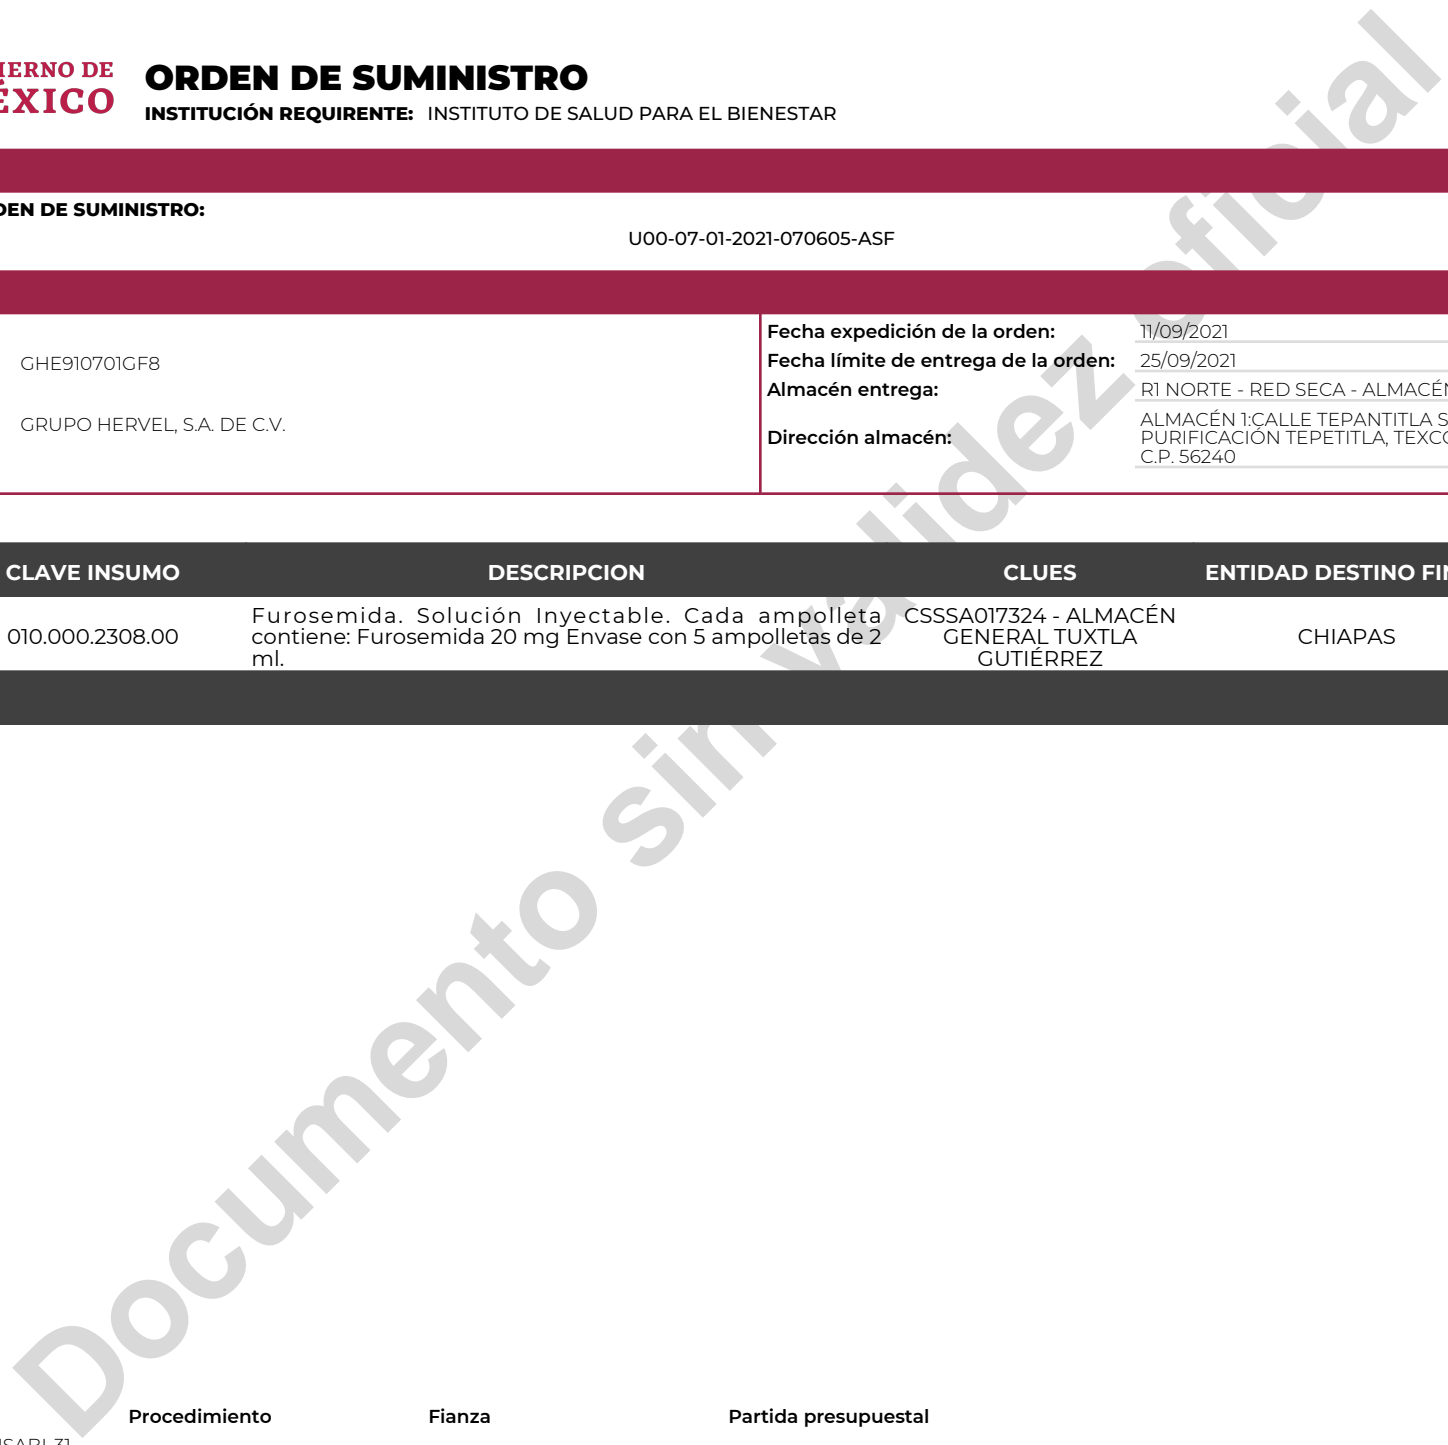 IERNO DE
ÉXICO
ORDEN DE SUMINISTRO
INSTITUCIÓN REQUIRENTE: INSTITUTO DE SALUD PARA EL BIENESTAR
DEN DE SUMINISTRO:
U00-07-01-2021-070605-ASF
GHE910701GF8
GRUPO HERVEL, S.A. DE C.V.
Fecha expedición de la orden: 11/09/2021
Fecha límite de entrega de la orden: 25/09/2021
Almacén entrega: R1 NORTE - RED SECA - ALMACÉN
Dirección almacén: ALMACÉN 1:CALLE TEPANTITLA S
PURIFICACIÓN TEPETITLA, TEXCO
C.P. 56240
CLAVE INSUMO DESCRIPCION CLUES ENTIDAD DESTINO FIN
010.000.2308.00
Furosemida. Solución Inyectable. Cada ampolleta
contiene: Furosemida 20 mg Envase con 5 ampolletas de 2
ml.
CSSSA017324 - ALMACÉN
GENERAL TUXTLA
GUTIÉRREZ
CHIAPAS
Documento sin validez oficial
Procedimiento Fianza Partida presupuestal